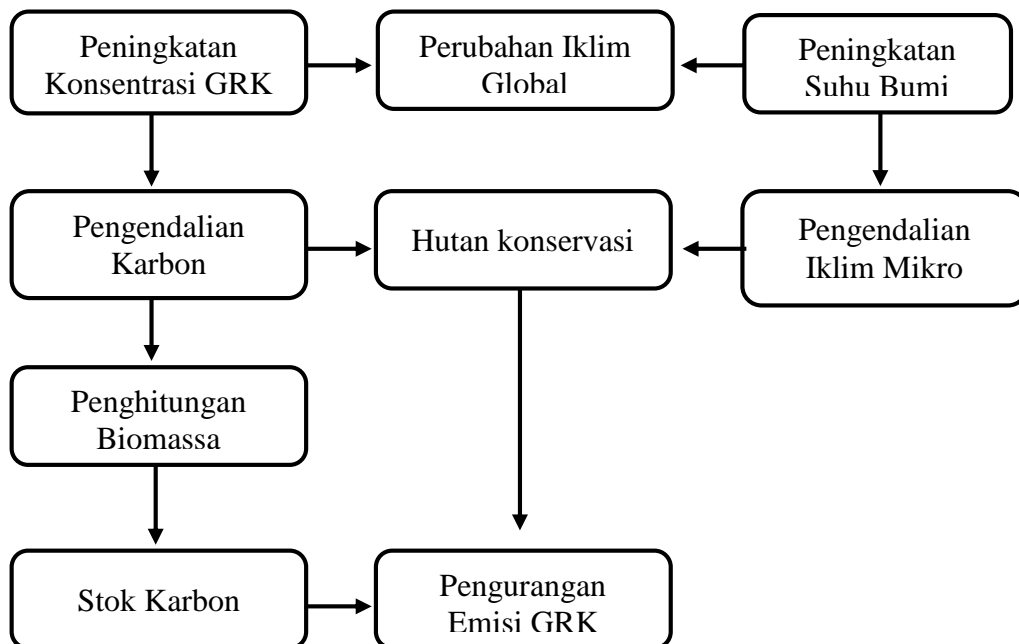 Peningkatan
Konsentrasi GRK
Perubahan Iklim
Global
Peningkatan
Suhu Bumi
Pengendalian
Karbon
Hutan konservasi
Pengendalian
Iklim Mikro
Penghitungan
Biomassa
Stok Karbon
Pengurangan
Emisi GRK